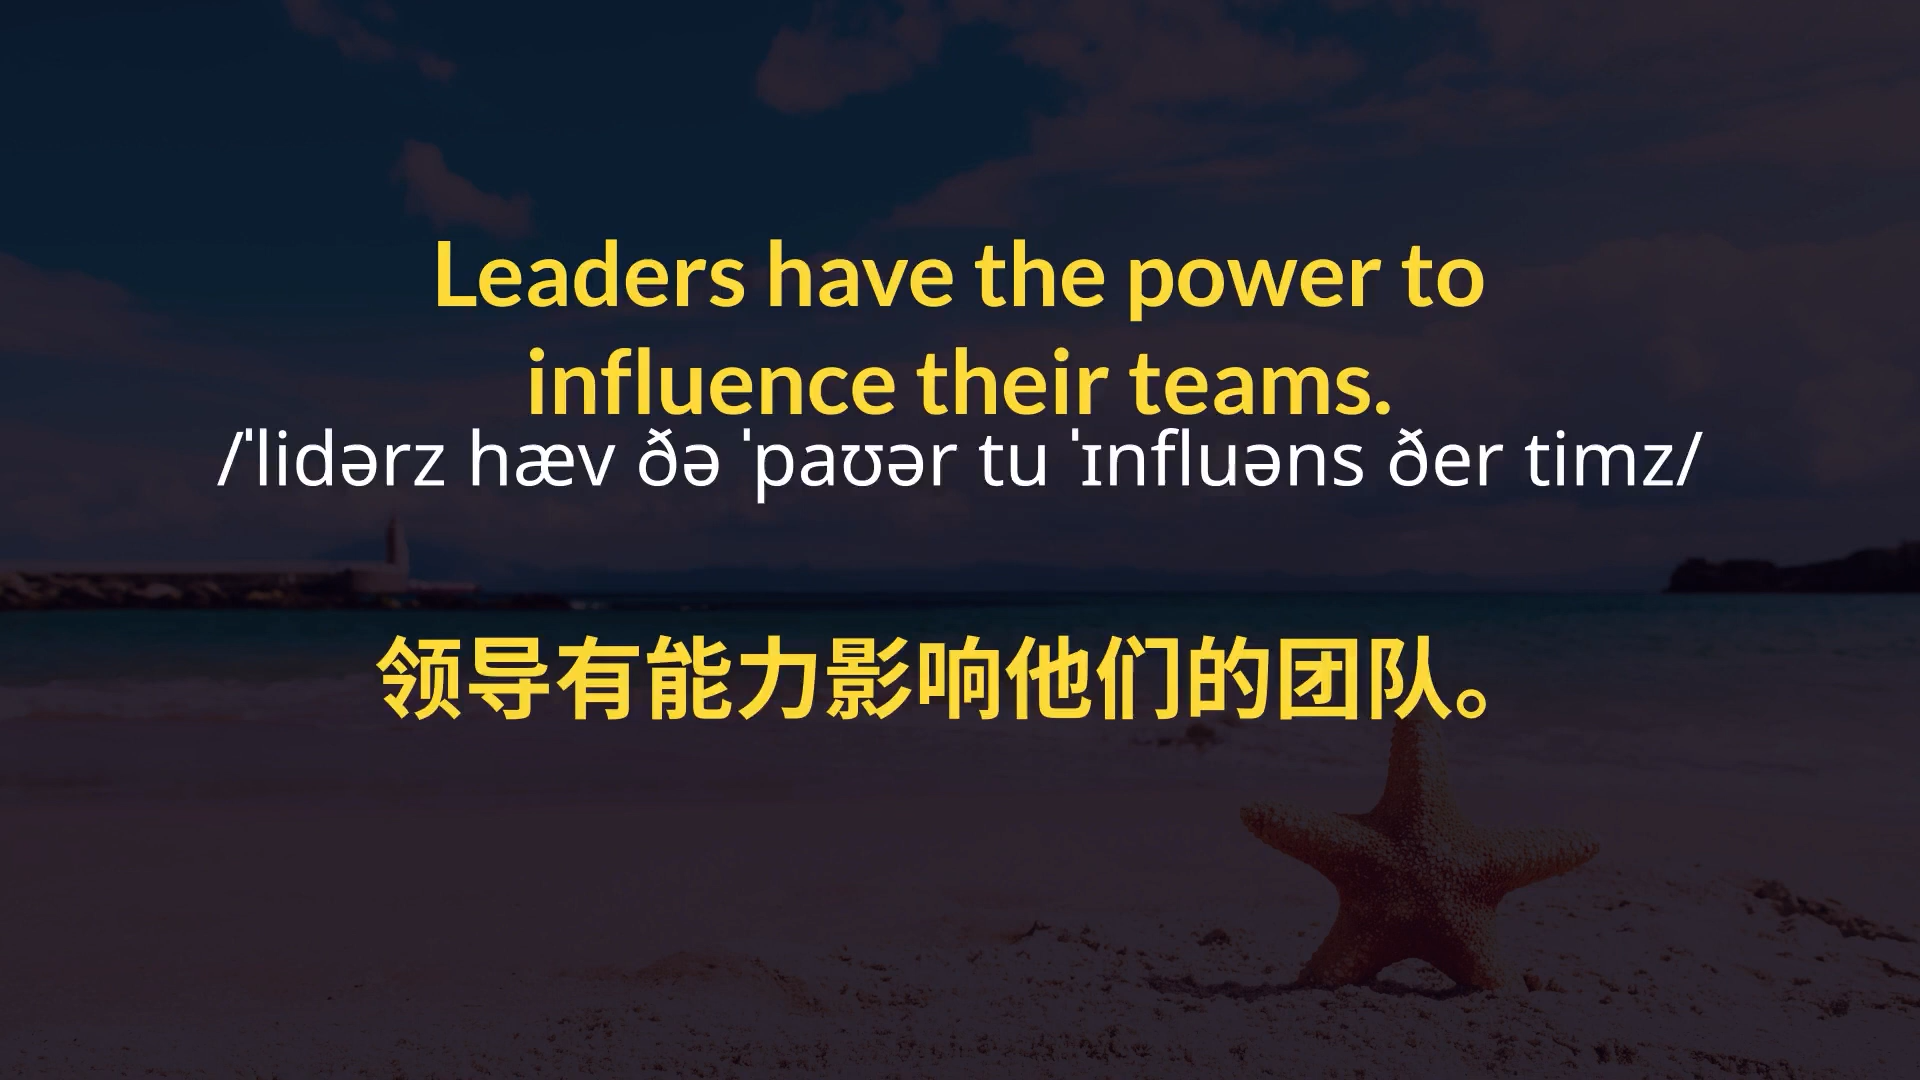 Leaders have the power to
influence their teams.
/ˈlidərz hæv ðə ˈpaʊər tu ˈɪnfluəns ðer timz/
领导有能力影响他们的团队。